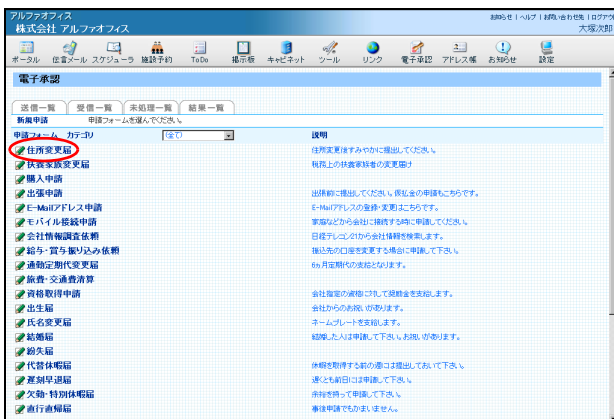 アルファオフィス
お知らせ | ヘルプ | お問い合わせ先 | ログアウ
株式会社 アルファオフィス
大塚次郎
ポータル 伝言メール スケジューラ 施設予約 ToDo 掲示板 キャビネット ツール リンク 電子承認 アドレス帳 お知らせ 設定
電子承認
送信一覧 受信一覧 未処理一覧 結果一覧
新規申請 申請フォームを選んでください。
申請フォーム カテゴリ (全て) 説明
住所変更届 住所変更後すみやかに提出してください。
扶養家族変更届 税務上の扶養家族者の変更届け
購入申請
出張申請 出張前に提出してください。仮払金の申請もこちらです。
E-Mailアドレス申請 E-Mailアドレスの登録・変更はこちらです。
モバイル接続申請 家庭などから会社に接続する時に申請してください。
会社情報調査依頼 日経テレコン21から会社情報を検索します。
給与・賞与振り込み依頼 振込先の口座を変更する場合に申請して下さい。
通勤定期代変更届 6ヵ月定期代の支給となります。
旅費・交通費清算
資格取得申請 会社指定の資格に対して奨励金を支給します。
出生届 会社からのお祝いがあります。
氏名変更届 ネームプレートを支給します。
結婚届 結婚した人は申請して下さい。お祝いがあります。
紛失届
代替休暇届 休暇を取得する前の週には提出しておいて下さい。
遅刻早退届 遅くとも前日には申請して下さい。
欠勤・特別休暇届 余裕を持って申請して下さい。
直行直帰届 事後申請でもかまいません。